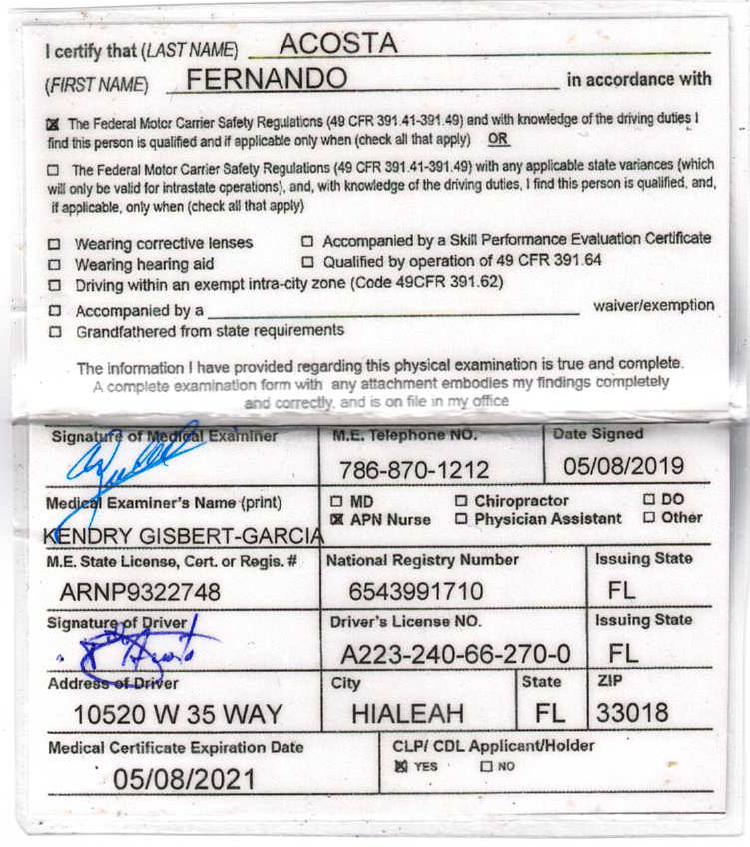 I certify that (LAST NAME) ACOSTA
(FIRST NAME) FERNANDO in accordance with
☒ The Federal Motor Carrier Safety Regulations (49 CFR 391.41-391.49) and with knowledge of the driving duties I
find this person is qualified and if applicable only when (check all that apply) OR
☐ The Federal Motor Carrier Safety Regulations (49 CFR 391.41-391.49) with any applicable state variances (which
will only be valid for intrastate operations), and, with knowledge of the driving duties, I find this person is qualified, and,
if applicable, only when (check all that apply)
☐ Wearing corrective lenses ☐ Accompanied by a Skill Performance Evaluation Certificate
☐ Wearing hearing aid ☐ Qualified by operation of 49 CFR 391.64
☐ Driving within an exempt intra-city zone (Code 49CFR 391.62)
☐ Accompanied by a waiver/exemption
☐ Grandfathered from state requirements
The information I have provided regarding this physical examination is true and complete.
A complete examination form with any attachment embodies my findings completely
and correctly, and is on file in my office
Signature of Medical Examiner M.E. Telephone NO. Date Signed
786-870-1212 05/08/2019
Medical Examiner's Name (print) ☐ MD ☐ Chiropractor ☐ DO
☒ APN Nurse ☐ Physician Assistant ☐ Other
KENDRY GISBERT-GARCIA
M.E. State License, Cert. or Regis. # National Registry Number Issuing State
ARNP9322748 6543991710 FL
Signature of Driver Driver's License NO. Issuing State
A223-240-66-270-0 FL
Address of Driver City State ZIP
10520 W 35 WAY HIALEAH FL 33018
Medical Certificate Expiration Date CLP/ CDL Applicant/Holder
☒ YES ☐ NO
05/08/2021